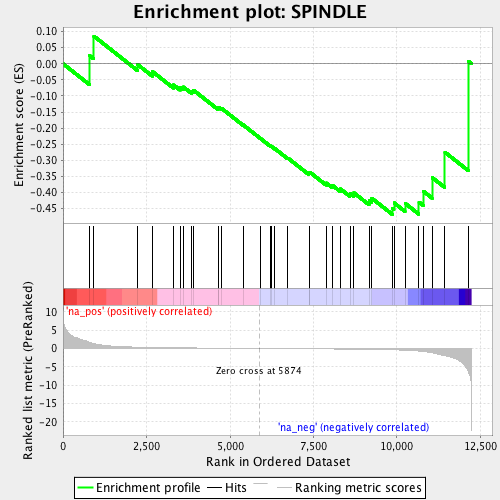 Enrichment plot: SPINDLE
Enrichment score (ES)
0.10
0.05
0.00
-0.05
-0.10
-0.15
-0.20
-0.25
-0.30
-0.35
-0.40
-0.45
'na_pos' (positively correlated)
Ranked list metric (PreRanked)
10
5
0
-5
-10
-15
-20
Zero cross at 5874
'na_neg' (negatively correlated)
0
2,500
5,000
7,500
10,000
12,500
Rank in Ordered Dataset
Enrichment profile
Hits
Ranking metric scores